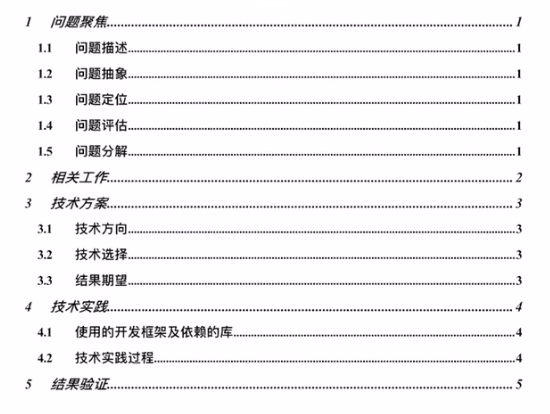 1 问题聚焦 1
1.1 问题描述 1
1.2 问题抽象 1
1.3 问题定位 1
1.4 问题评估 1
1.5 问题分解 1
2 相关工作 2
3 技术方案 3
3.1 技术方向 3
3.2 技术选择 3
3.3 结果期望 3
4 技术实践 4
4.1 使用的开发框架及依赖的库 4
4.2 技术实践过程 4
5 结果验证 5